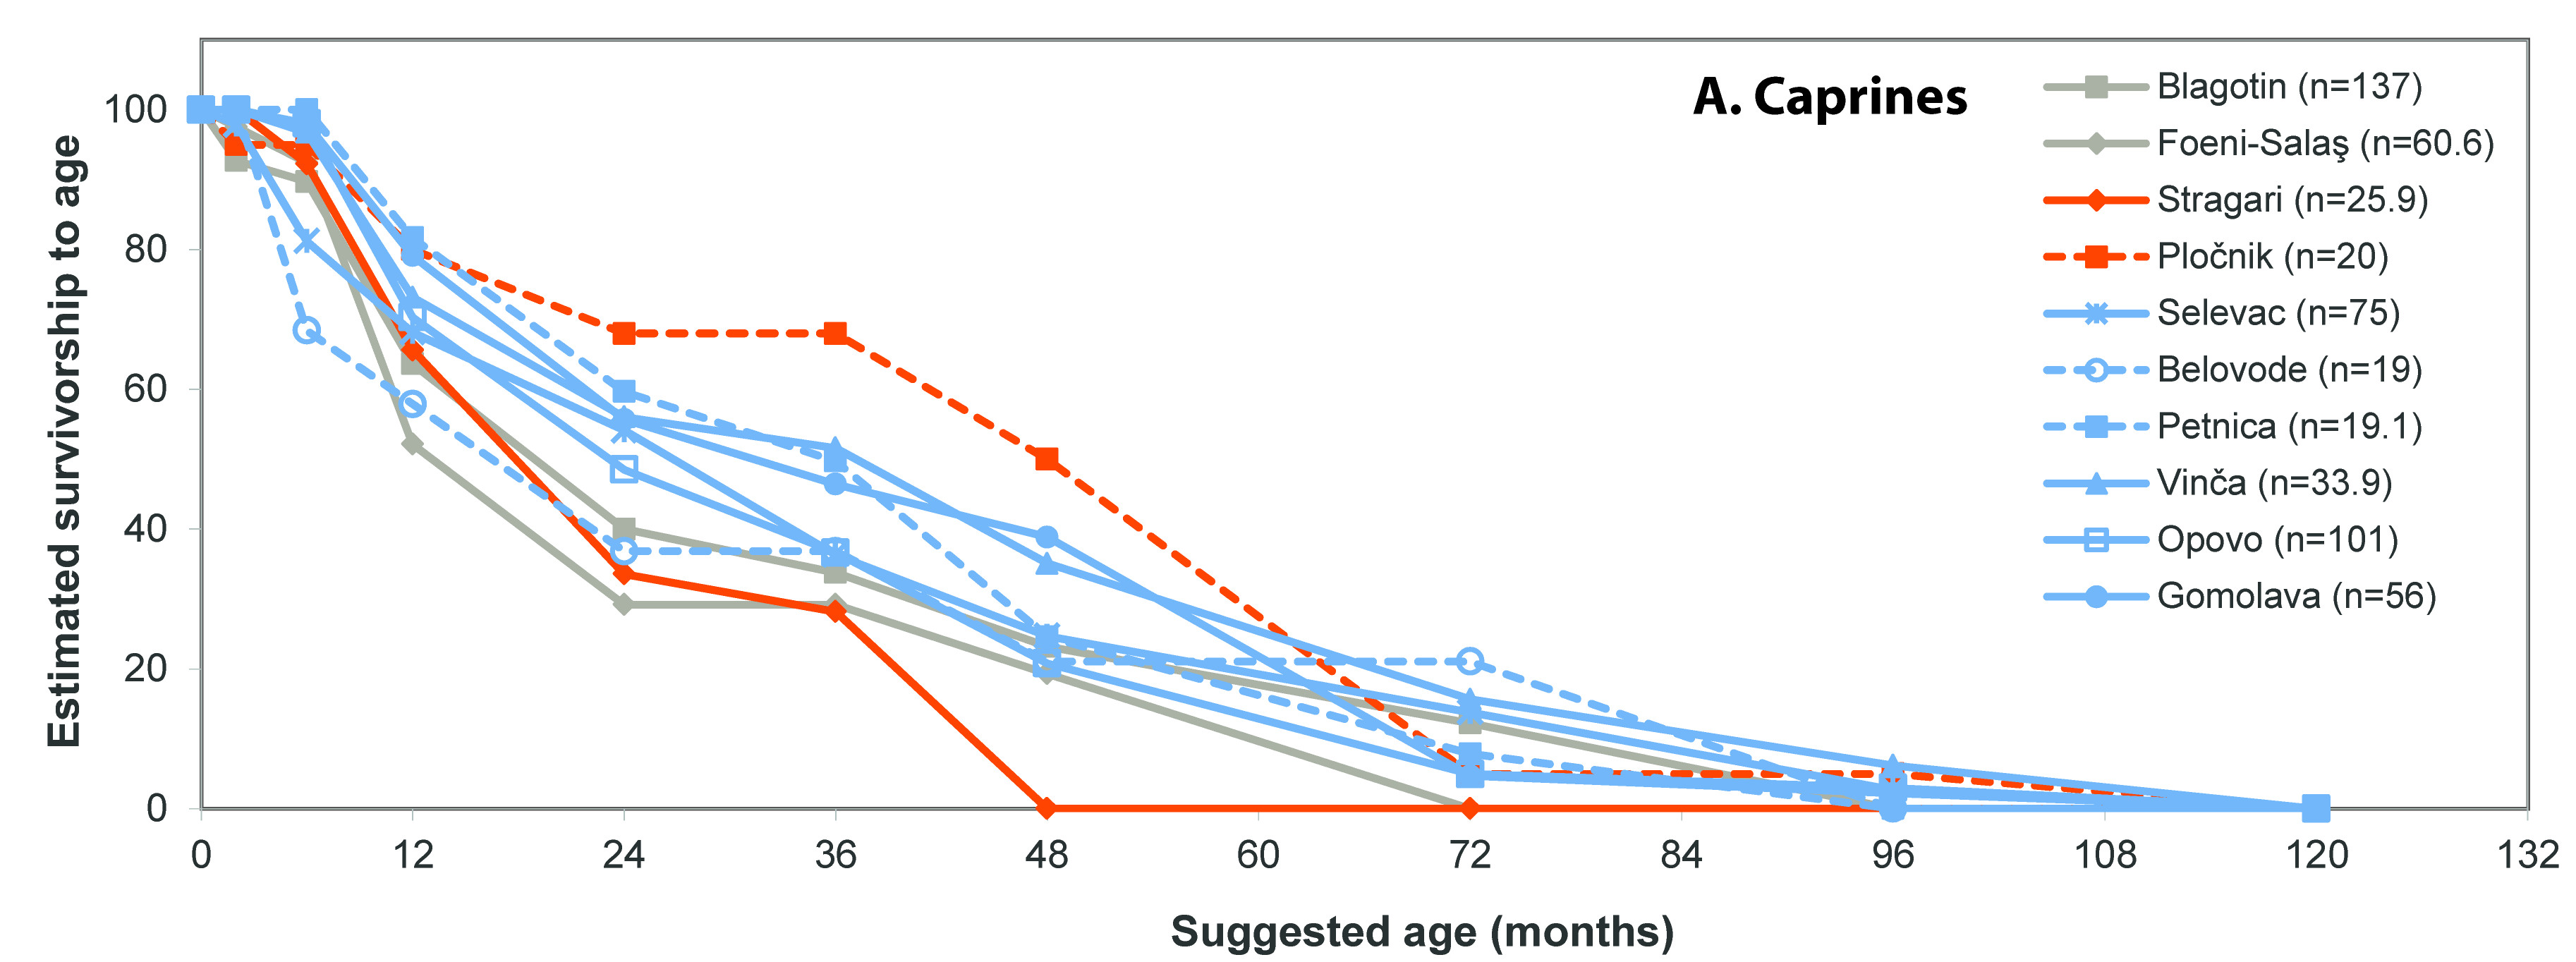 A. Caprines
Estimated survivorship to age
100
80
60
40
20
0
0 12 24 36 48 60 72 84 96 108 120 132
Suggested age (months)
Blagotin (n=137)
Foeni-Salaş (n=60.6)
Stragari (n=25.9)
Pločnik (n=20)
Selevac (n=75)
Belovode (n=19)
Petnica (n=19.1)
Vinča (n=33.9)
Opovo (n=101)
Gomolava (n=56)